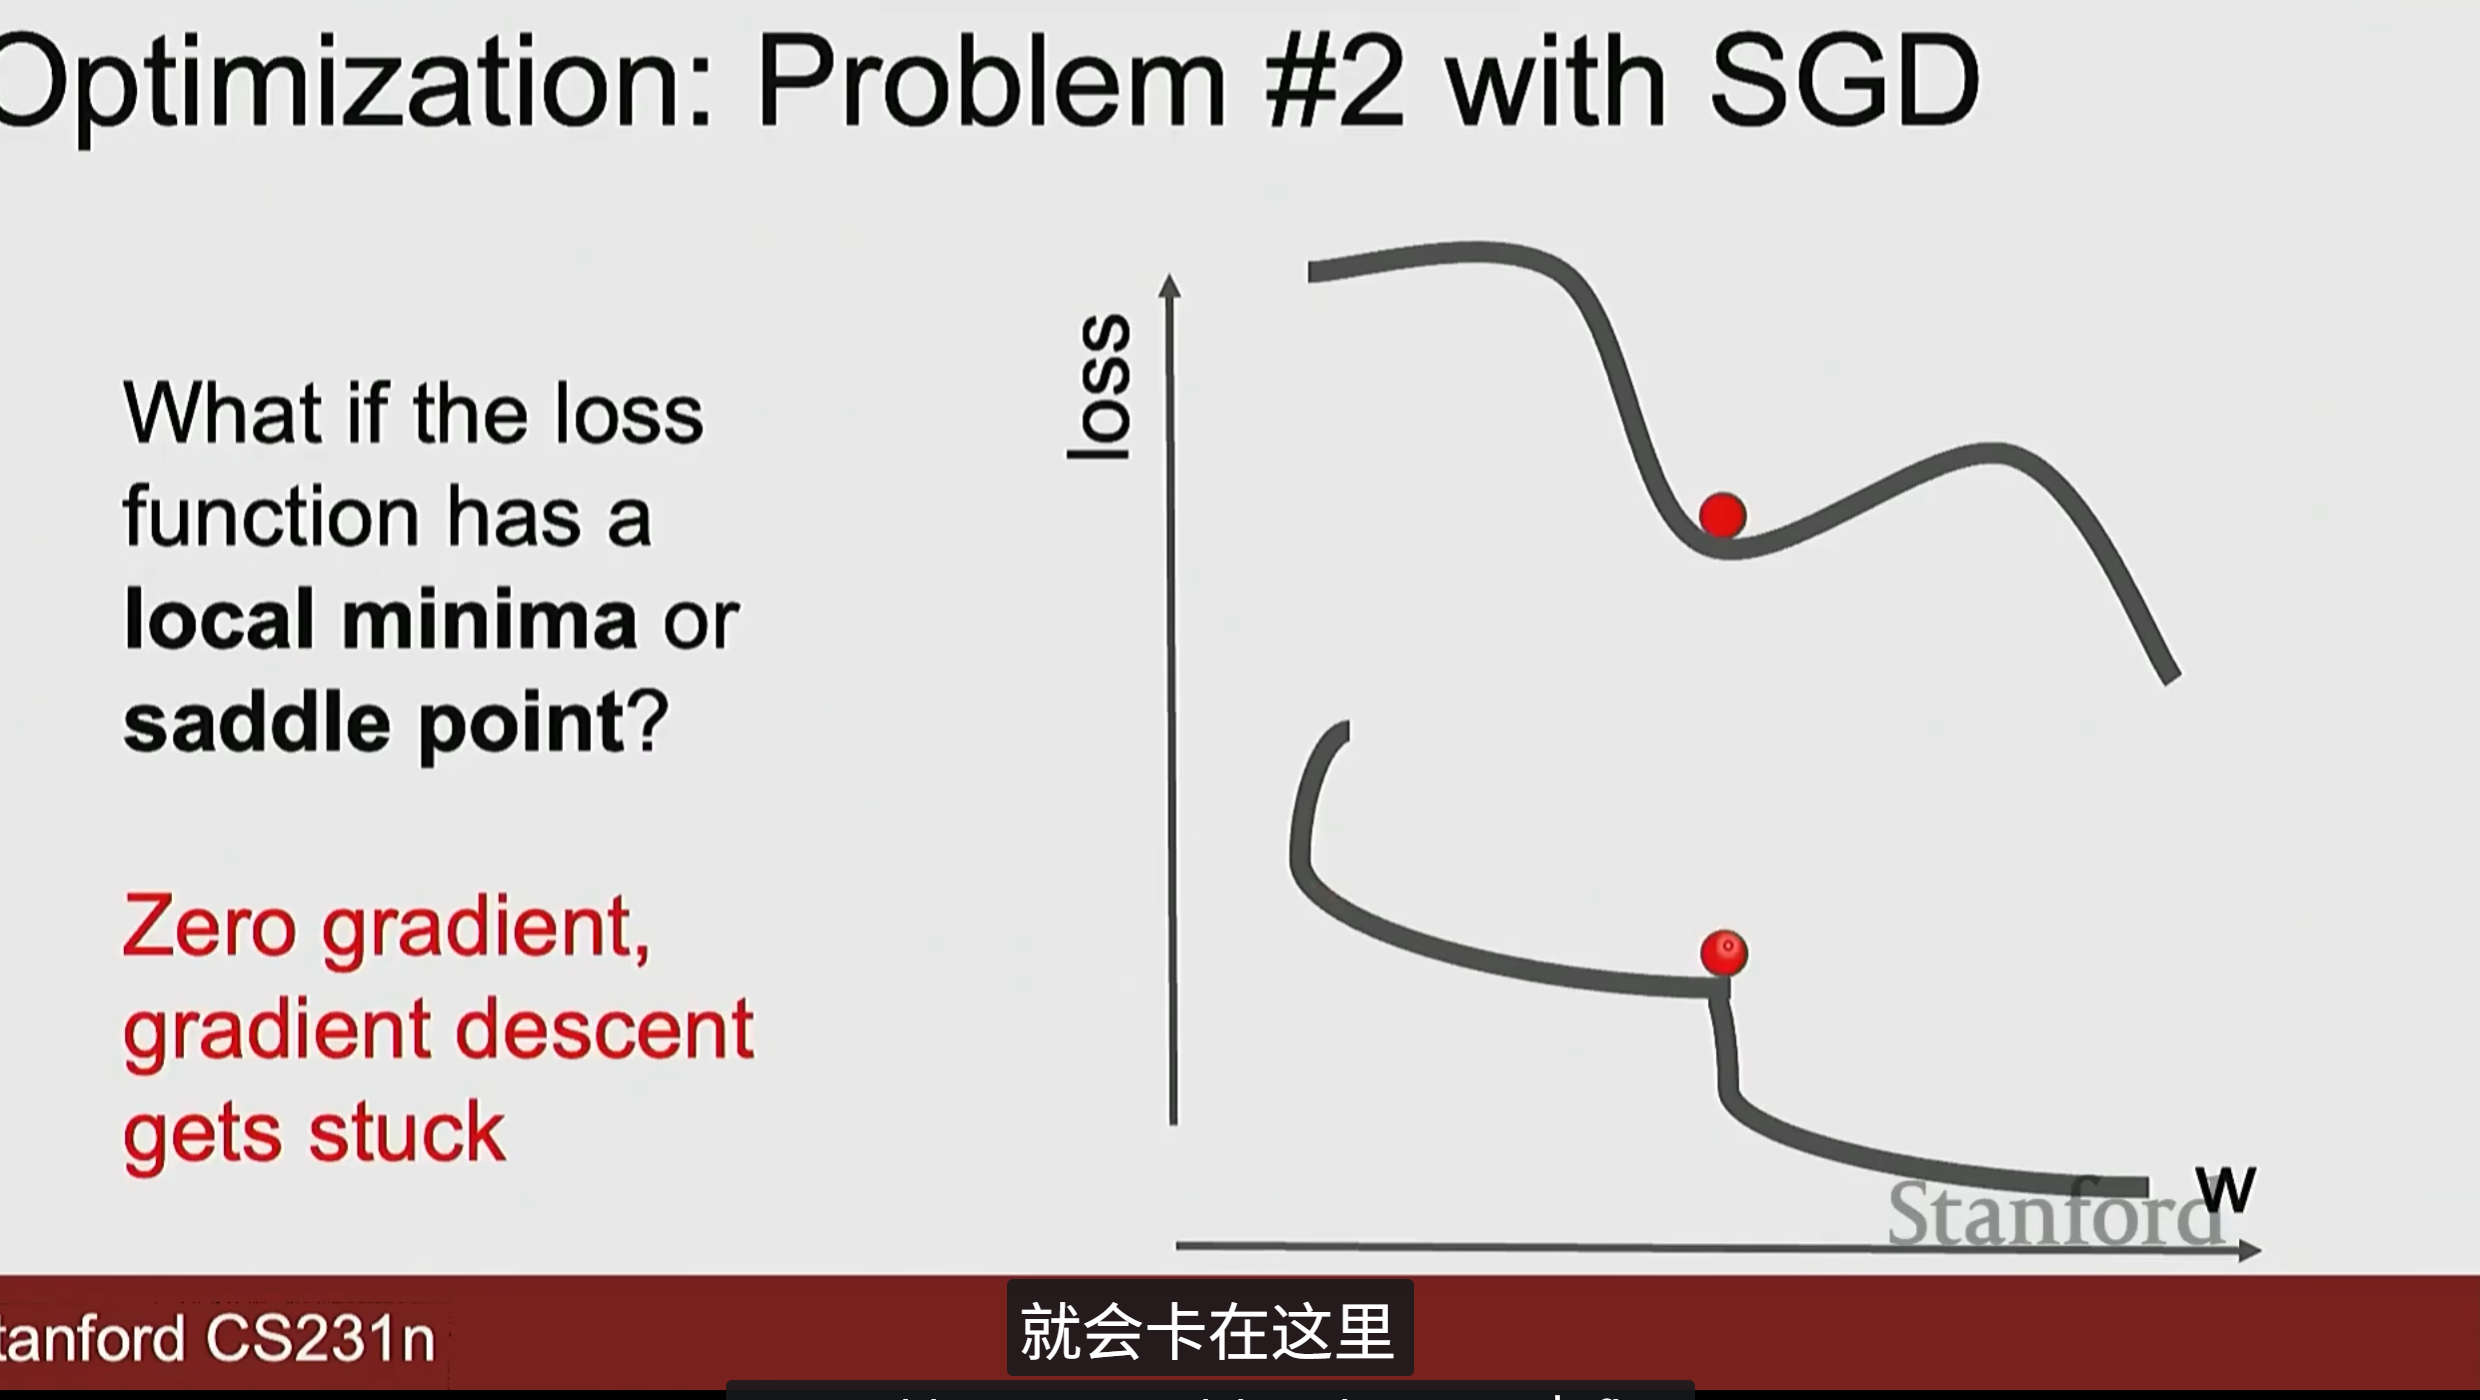 Optimization: Problem #2 with SGD
What if the loss
function has a
local minima or
saddle point?
Zero gradient,
gradient descent
gets stuck
loss
w
Stanford
tanford CS231n
就会卡在这里